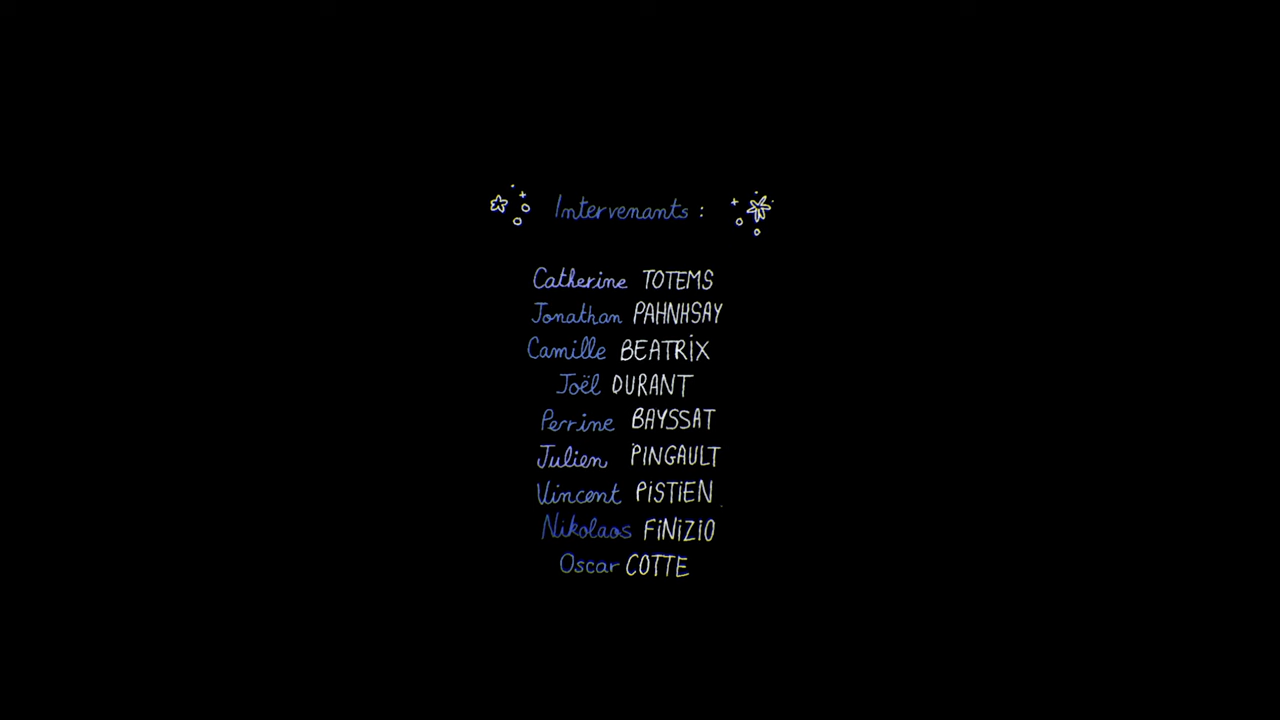 Intervenants :
Catherine TOTEMS
Jonathan PAHNHSAY
Camille BEATRiX
Joël DURANT
Perrine BAYSSAT
Julien PINGAULT
Vincent PiSTiEN
Nikolaos FiNiZiO
Oscar COTTE